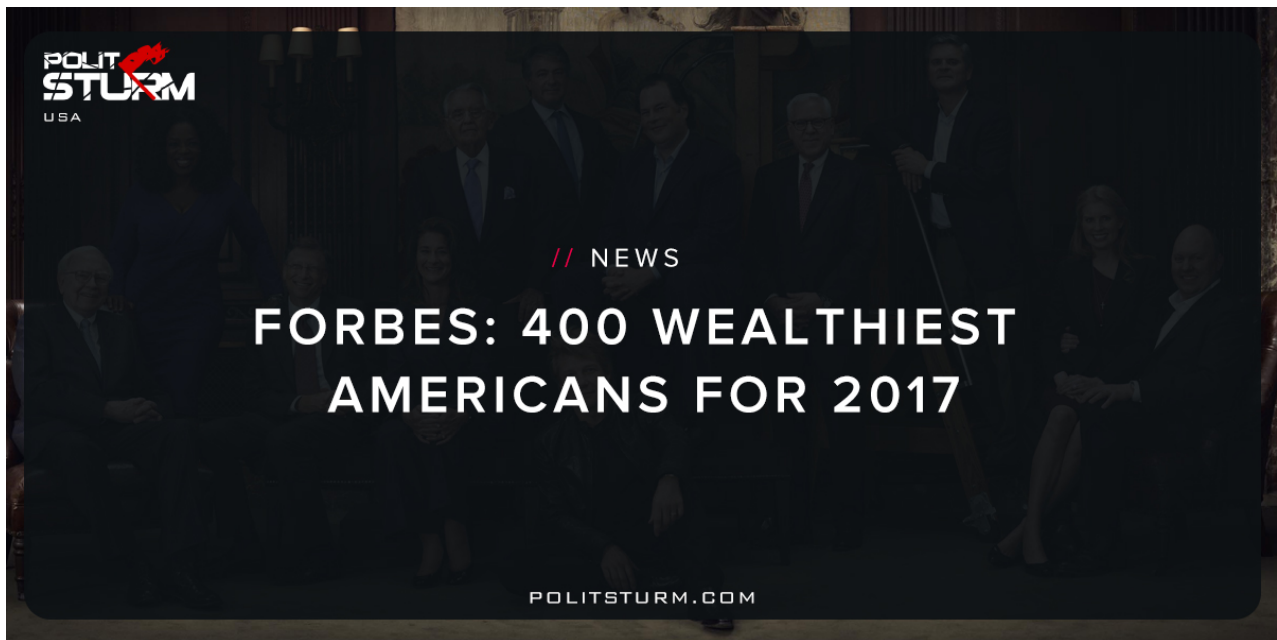 POLIT
STURM
USA
// NEWS
FORBES: 400 WEALTHIEST
AMERICANS FOR 2017
POLITSTURM.COM